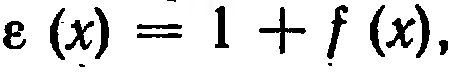 ε (x) = 1 + f (x),